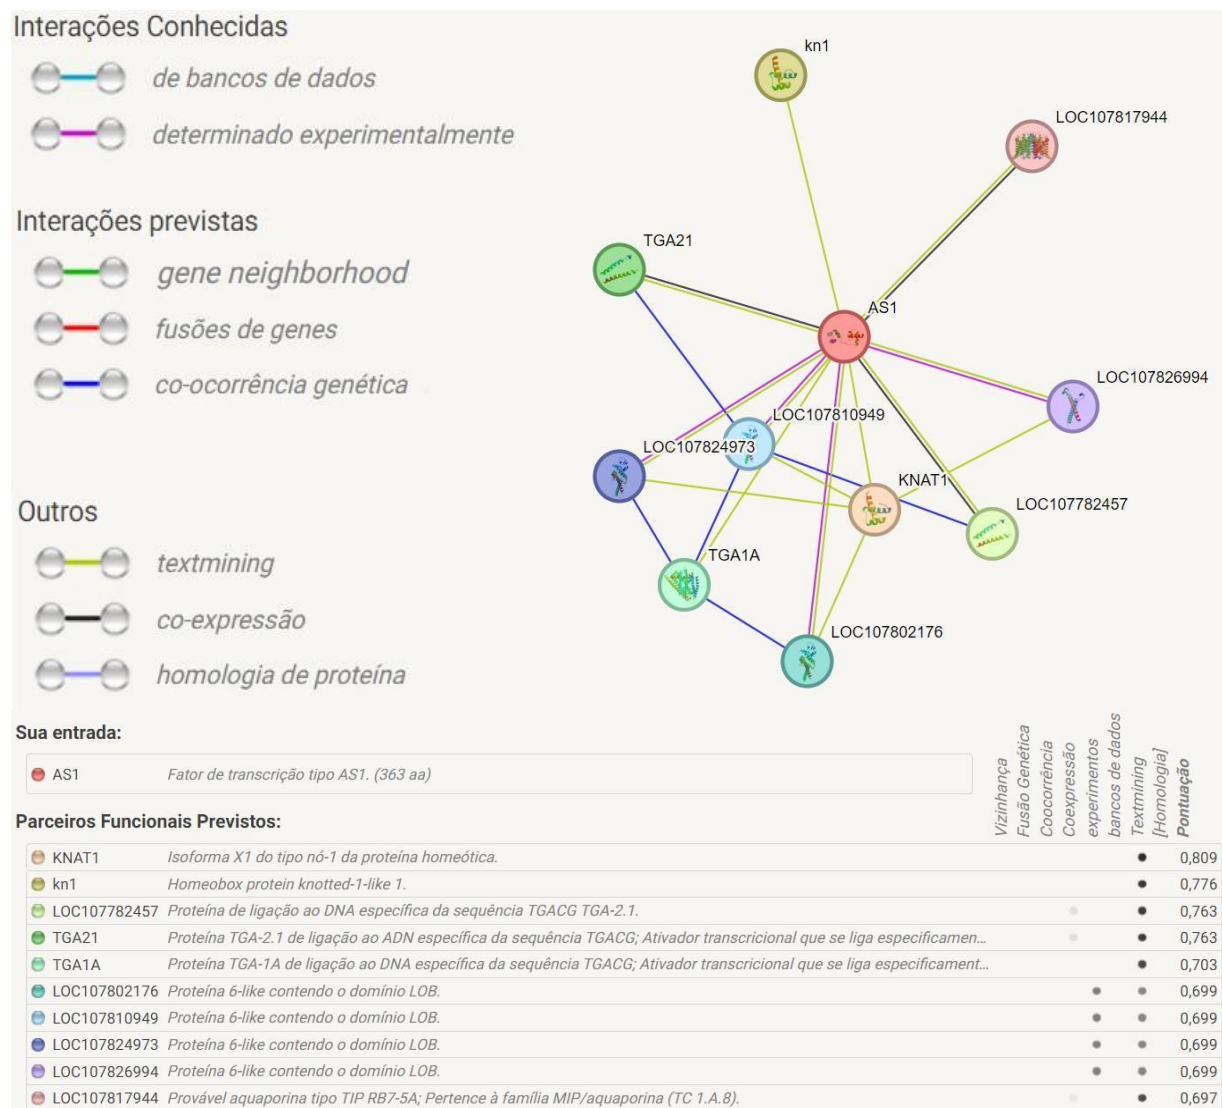 Interações Conhecidas
de bancos de dados
determinado experimentalmente
Interações previstas
gene neighborhood
fusões de genes
co-ocorrência genética
Outros
textmining
co-expressão
homologia de proteína
kn1
LOC107817944
TGA21
AS1
LOC107826994
LOC107810949
LOC107824973
KNAT1
LOC107782457
TGA1A
LOC107802176
Sua entrada:
AS1 Fator de transcrição tipo AS1. (363 aa)
Vizinhança
Fusão Genética
Coocorrência
Coexpressão
experimentos
bancos de dados
Textmining
[Homologia]
Pontuação
Parceiros Funcionais Previstos:
KNAT1 Isoforma X1 do tipo nó-1 da proteína homeótica. 0,809
kn1 Homeobox protein knotted-1-like 1. 0,776
LOC107782457 Proteína de ligação ao DNA específica da sequência TGACG TGA-2.1. 0,763
TGA21 Proteína TGA-2.1 de ligação ao ADN específica da sequência TGACG; Ativador transcricional que se liga especificamen... 0,763
TGA1A Proteína TGA-1A de ligação ao DNA específica da sequência TGACG; Ativador transcricional que se liga especificament... 0,703
LOC107802176 Proteína 6-like contendo o domínio LOB. 0,699
LOC107810949 Proteína 6-like contendo o domínio LOB. 0,699
LOC107824973 Proteína 6-like contendo o domínio LOB. 0,699
LOC107826994 Proteína 6-like contendo o domínio LOB. 0,699
LOC107817944 Provável aquaporina tipo TIP RB7-5A; Pertence à família MIP/aquaporina (TC 1.A.8). 0,697